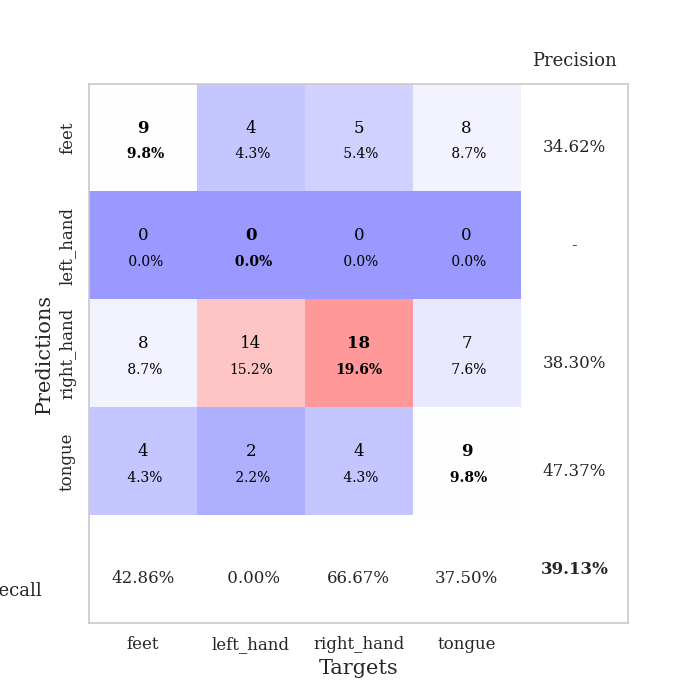 Precision
feet
9 4 5 8
9.8% 4.3% 5.4% 8.7%
34.62%
left_hand
0 0 0 0
0.0% 0.0% 0.0% 0.0%
-
Predictions
right_hand
8 14 18 7
8.7% 15.2% 19.6% 7.6%
38.30%
tongue
4 2 4 9
4.3% 2.2% 4.3% 9.8%
47.37%
ecall
42.86% 0.00% 66.67% 37.50% 39.13%
feet left_hand right_hand tongue
Targets